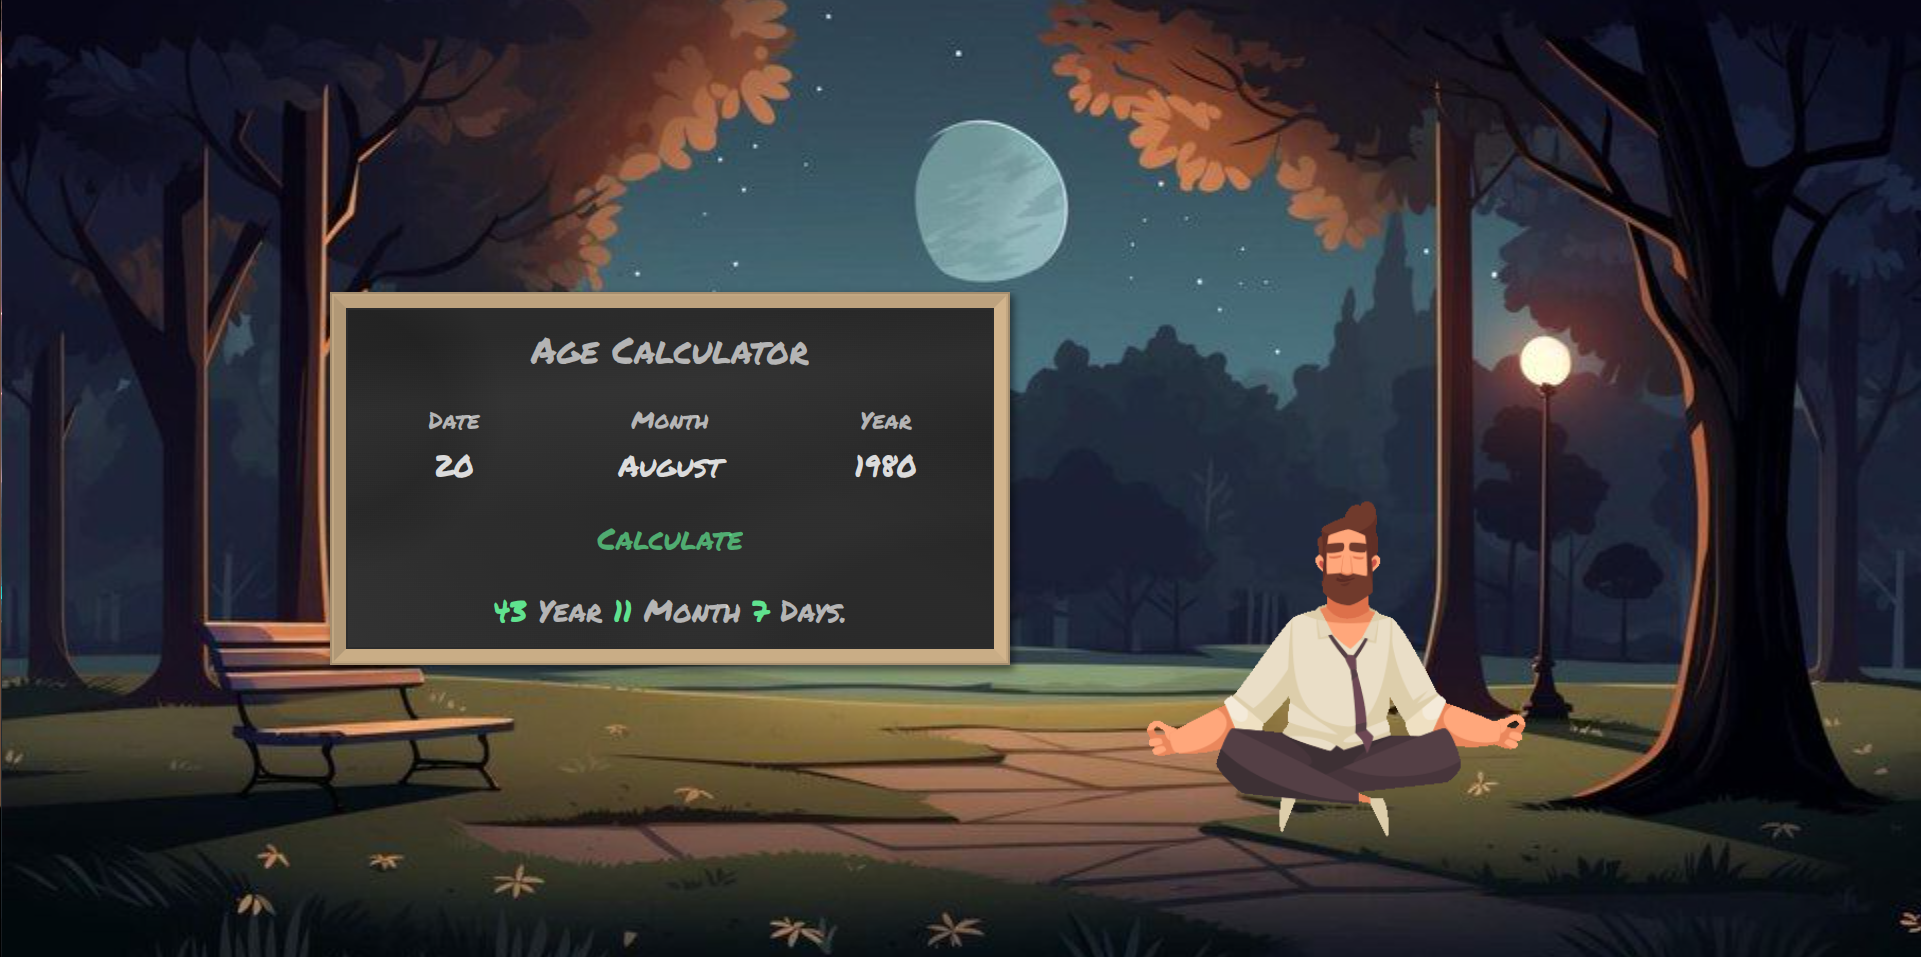 Age Calculator
Date Month Year
20 August 1980
Calculate
43 Year 11 Month 7 Days.